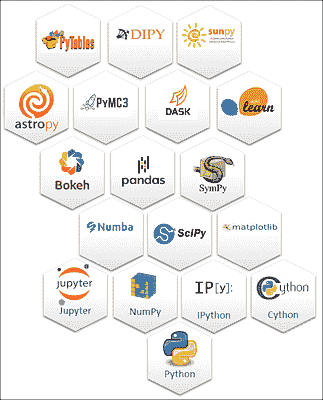 PyTables
DIPY
sunpy
astropy
PyMC3
DASK
learn
Bokeh
pandas
SymPy
Numba
SciPy
matplotlib
jupyter
Jupyter
NumPy
IP[y]:
IPython
Cython
Cython
Python